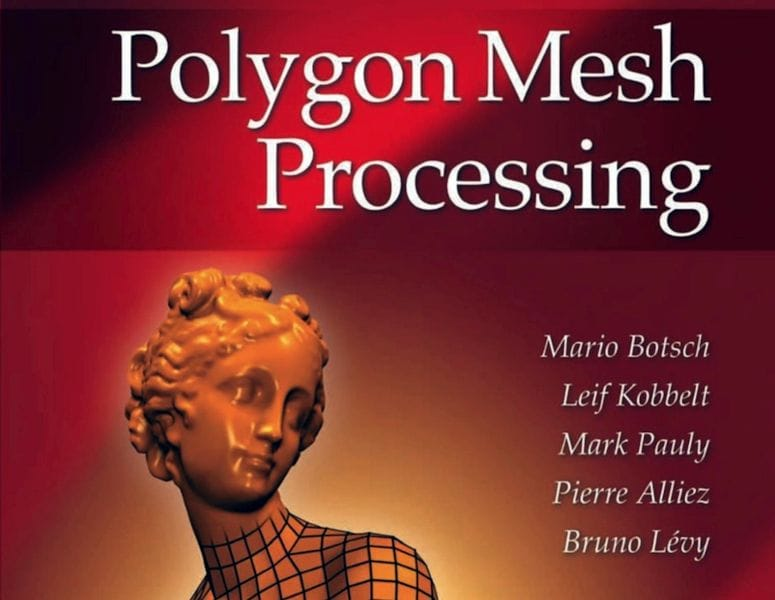 Polygon Mesh
Processing
Mario Botsch
Leif Kobbelt
Mark Pauly
Pierre Alliez
Bruno Lévy